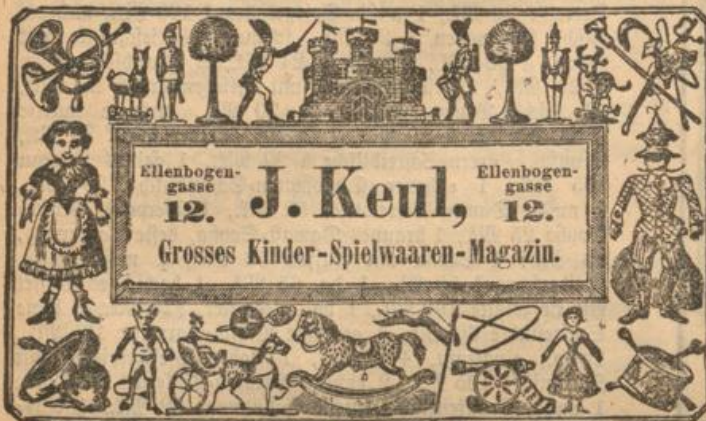 Ellenbogen-
gasse
12.
J. Keul,
Ellenbogen-
gasse
12.
Grosses Kinder-Spielwaaren-Magazin.